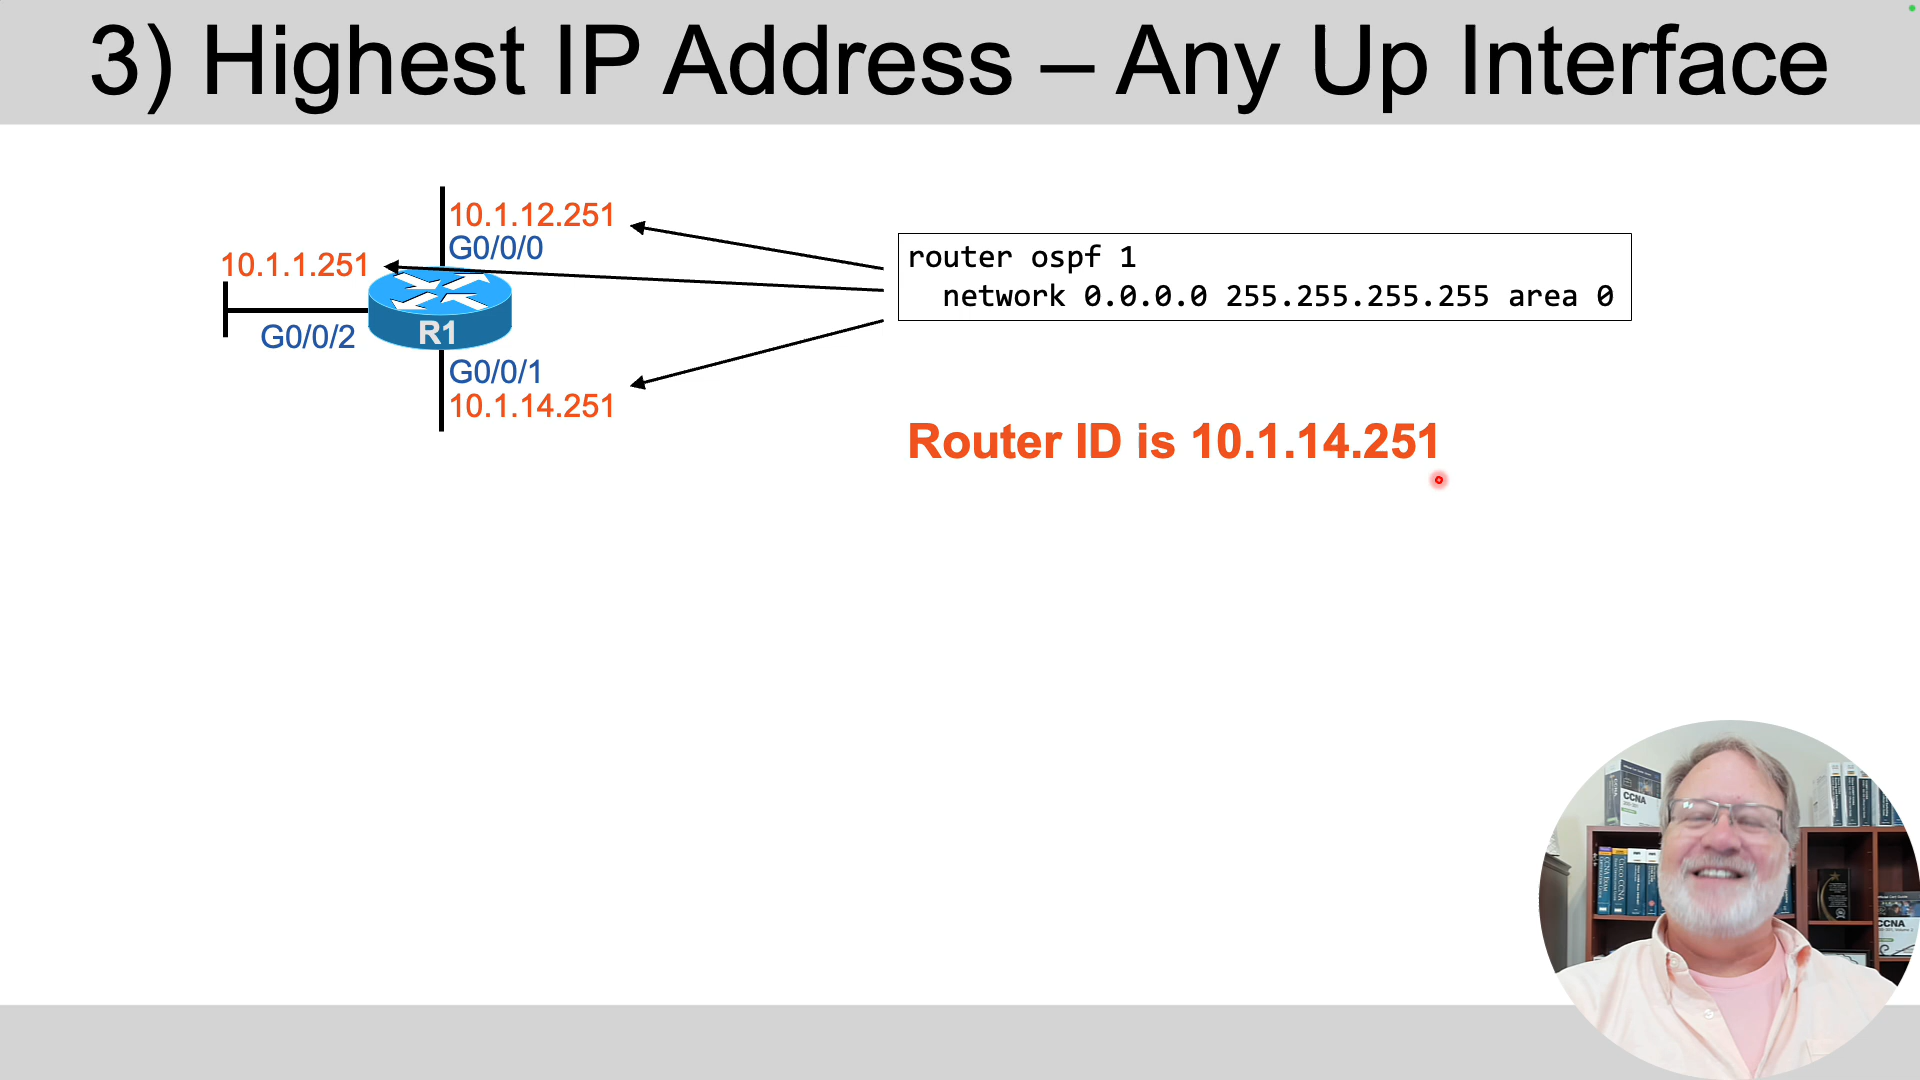 3) Highest IP Address – Any Up Interface
10.1.12.251
G0/0/0
10.1.1.251
R1
G0/0/2
G0/0/1
10.1.14.251
router ospf 1
network 0.0.0.0 255.255.255.255 area 0
Router ID is 10.1.14.251
CCNA
CCNA